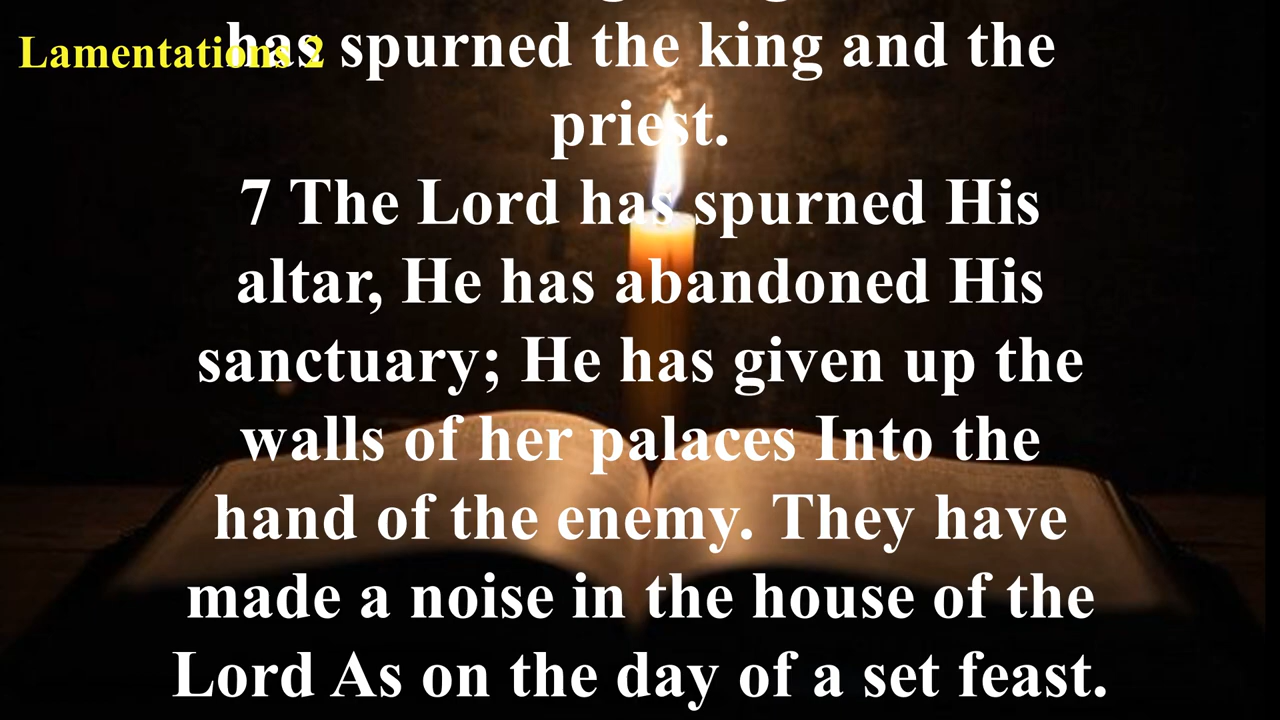 Lamentations 2
has spurned the king and the
priest.
7 The Lord has spurned His
altar, He has abandoned His
sanctuary; He has given up the
walls of her palaces Into the
hand of the enemy. They have
made a noise in the house of the
Lord As on the day of a set feast.